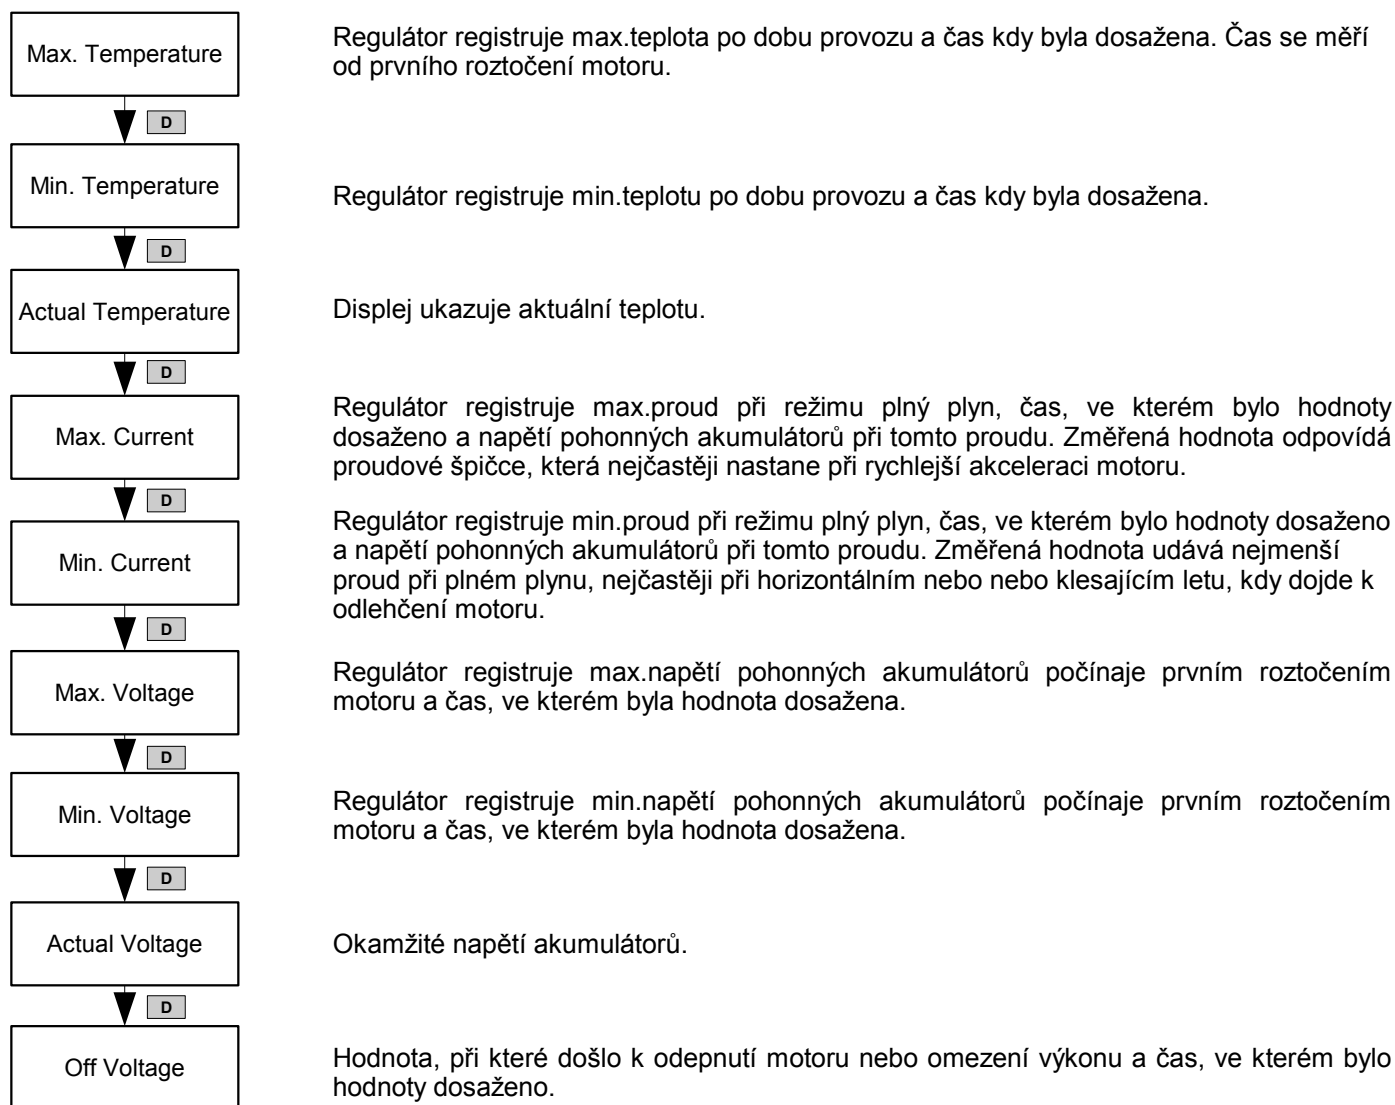 Max. Temperature
Regulátor registruje max.teplota po dobu provozu a čas kdy byla dosažena. Čas se měří
od prvního roztočení motoru.
D
Min. Temperature
Regulátor registruje min.teplotu po dobu provozu a čas kdy byla dosažena.
D
Actual Temperature
Displej ukazuje aktuální teplotu.
D
Max. Current
Regulátor registruje max.proud při režimu plný plyn, čas, ve kterém bylo hodnoty
dosaženo a napětí pohonných akumulátorů při tomto proudu. Změřená hodnota odpovídá
proudové špičce, která nejčastěji nastane při rychlejší akceleraci motoru.
D
Min. Current
Regulátor registruje min.proud při režimu plný plyn, čas, ve kterém bylo hodnoty dosaženo
a napětí pohonných akumulátorů při tomto proudu. Změřená hodnota udává nejmenší
proud při plném plynu, nejčastěji při horizontálním nebo nebo klesajícím letu, kdy dojde k
odlehčení motoru.
D
Max. Voltage
Regulátor registruje max.napětí pohonných akumulátorů počínaje prvním roztočením
motoru a čas, ve kterém byla hodnota dosažena.
D
Min. Voltage
Regulátor registruje min.napětí pohonných akumulátorů počínaje prvním roztočením
motoru a čas, ve kterém byla hodnota dosažena.
D
Actual Voltage
Okamžité napětí akumulátorů.
D
Off Voltage
Hodnota, při které došlo k odepnutí motoru nebo omezení výkonu a čas, ve kterém bylo
hodnoty dosaženo.